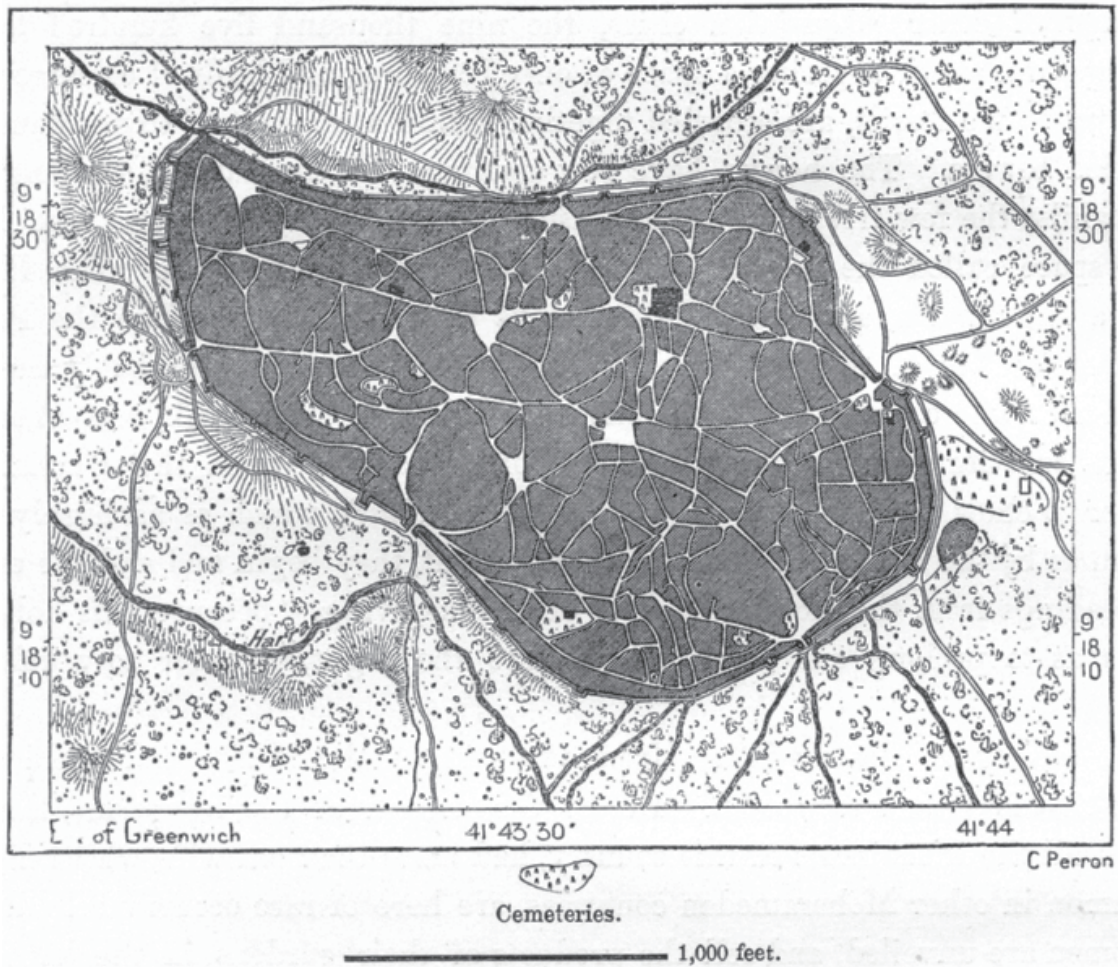 Harrar
9°
18'
30"
9°
18'
30"
Harrar
9°
18'
10"
9°
18'
10"
E. of Greenwich
41°43'30"
41°44'
C Perron
Cemeteries.
1,000 feet.